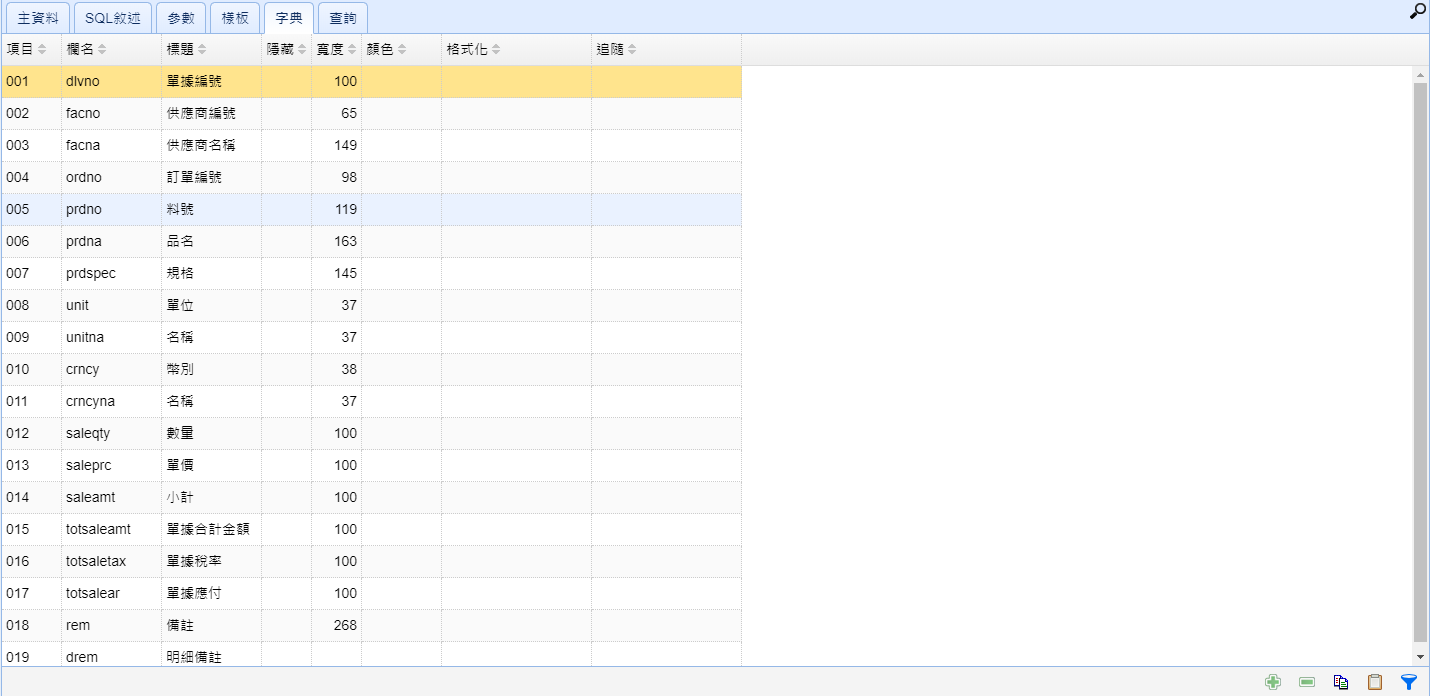 主資料 SQL敘述 參數 樣板 字典 查詢
項目 欄名 標題 隱藏 寬度 顏色 格式化 追隨
001 dlvno 單據編號 100
002 facno 供應商編號 65
003 facna 供應商名稱 149
004 ordno 訂單編號 98
005 prdno 料號 119
006 prdna 品名 163
007 prdspec 規格 145
008 unit 單位 37
009 unitna 名稱 37
010 crncy 幣別 38
011 crncyna 名稱 37
012 saleqty 數量 100
013 saleprc 單價 100
014 saleamt 小計 100
015 totsaleamt 單據合計金額 100
016 totsaletax 單據稅率 100
017 totsalear 單據應付 100
018 rem 備註 268
019 drem 明細備註